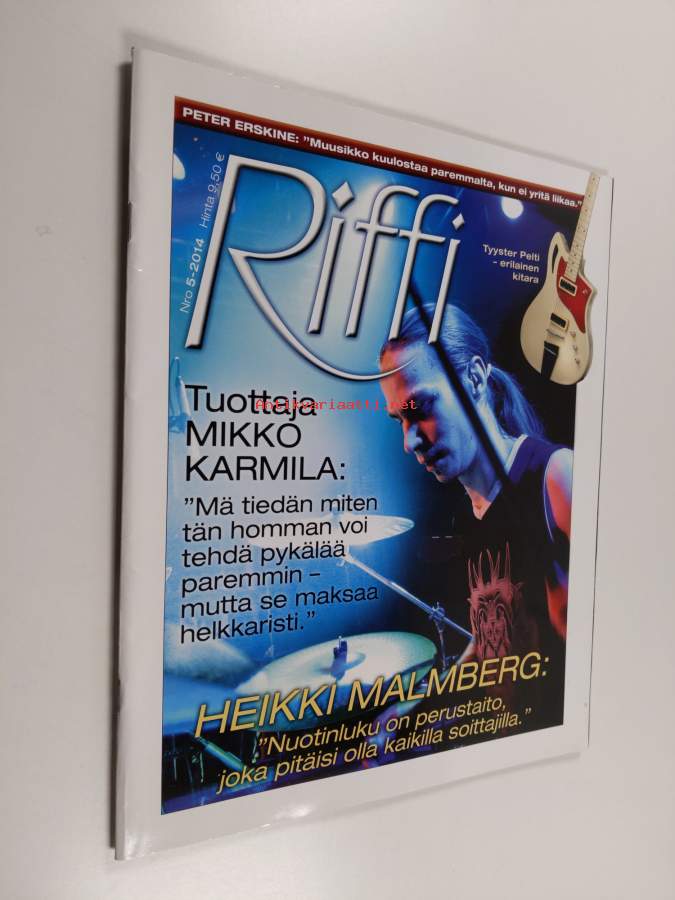 PETER ERSKINE: "Muusikko kuulostaa paremmalta, kun ei yritä liikaa."
Nro 5-2014 Hinta 9,50 €
Riffi
Tyyster Pelti
- erilainen
kitara
Tuottaja
MIKKO
KARMILA:
"Mä tiedän miten
tän homman voi
tehdä pykälää
paremmin –
mutta se maksaa
helkkaristi."
Antikvariaatti.net
HEIKKI MALMBERG:
"Nuotinluku on perustaito,
joka pitäisi olla kaikilla soittajilla."